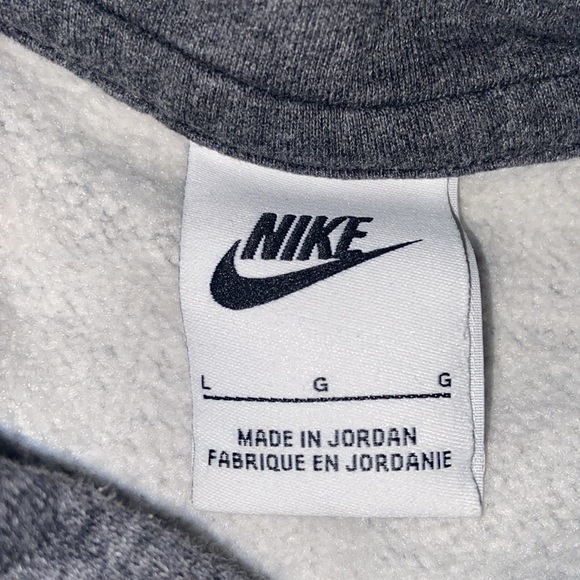 NIKE
L G G
MADE IN JORDAN
FABRIQUE EN JORDANIE